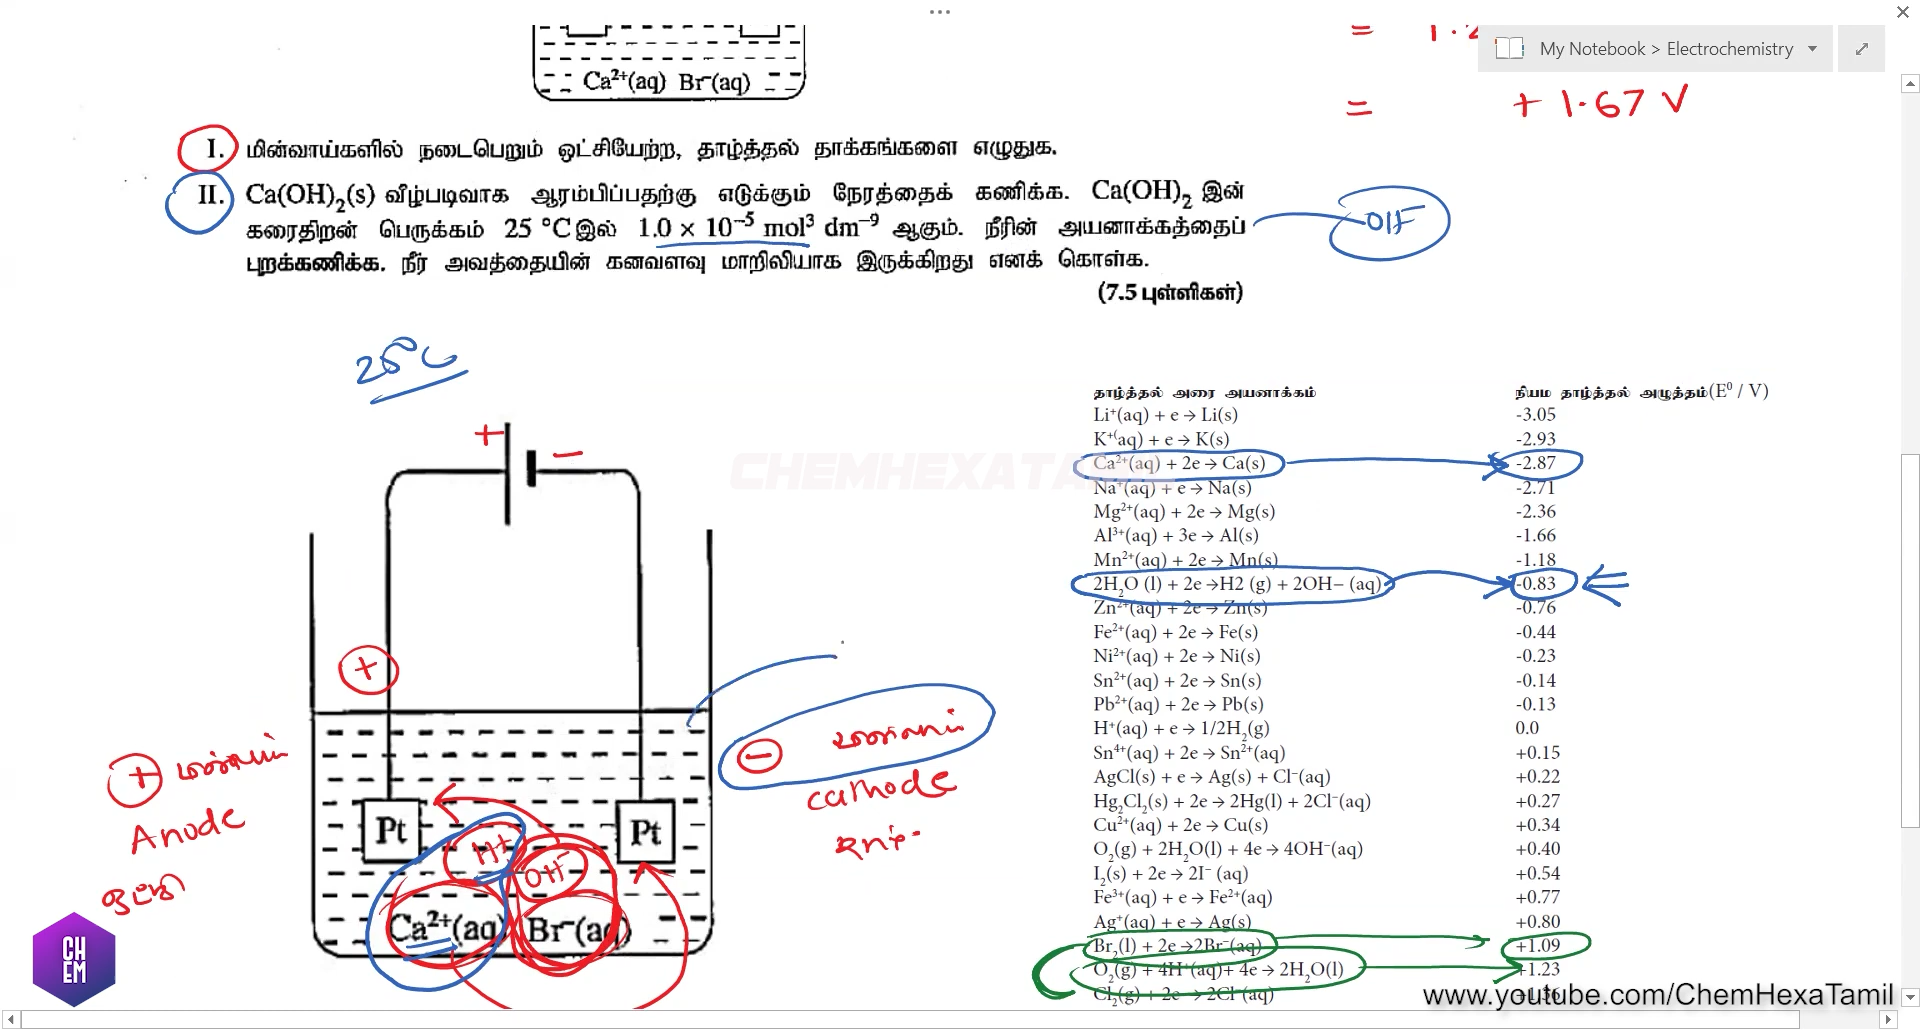 Ca²⁺(aq) Br⁻(aq)
= 1.2
My Notebook > Electrochemistry
= + 1.67 V
I. மின்வாய்களில் நடைபெறும் ஒட்சியேற்ற, தாழ்த்தல் தாக்கங்களை எழுதுக.
II. Ca(OH)₂(s) வீழ்படிவாக ஆரம்பிப்பதற்கு எடுக்கும் நேரத்தைக் கணிக்க. Ca(OH)₂ இன்
கரைதிறன் பெருக்கம் 25 °C இல் 1.0 × 10⁻⁵ mol³ dm⁻⁹ ஆகும். நீரின் அயனாக்கத்தைப்
புறக்கணிக்க. நீர் அவத்தையின் கனவளவு மாறிலியாக இருக்கிறது எனக் கொள்க.
(7.5 புள்ளிகள்)
OH⁻
25°C
+ −
+
+ மின்வாய்
Anode
ஒட்சி
− மின்வாய்
cathode
Pt Pt
H+ OH⁻
Ca²⁺(aq) Br⁻(aq)
CH
EM
CHEMHEXATAMIL
தாழ்த்தல் அரை அயனாக்கம் நியம தாழ்த்தல் அழுத்தம்(E⁰ / V)
Li⁺(aq) + e → Li(s) -3.05
K⁺(aq) + e → K(s) -2.93
Ca²⁺(aq) + 2e → Ca(s) -2.87
Na⁺(aq) + e → Na(s) -2.71
Mg²⁺(aq) + 2e → Mg(s) -2.36
Al³⁺(aq) + 3e → Al(s) -1.66
Mn²⁺(aq) + 2e → Mn(s) -1.18
2H₂O (l) + 2e →H2 (g) + 2OH− (aq) -0.83
Zn²⁺(aq) + 2e → Zn(s) -0.76
Fe²⁺(aq) + 2e → Fe(s) -0.44
Ni²⁺(aq) + 2e → Ni(s) -0.23
Sn²⁺(aq) + 2e → Sn(s) -0.14
Pb²⁺(aq) + 2e → Pb(s) -0.13
H⁺(aq) + e → 1/2H₂(g) 0.0
Sn⁴⁺(aq) + 2e → Sn²⁺(aq) +0.15
AgCl(s) + e → Ag(s) + Cl⁻(aq) +0.22
Hg₂Cl₂(s) + 2e → 2Hg(l) + 2Cl⁻(aq) +0.27
Cu²⁺(aq) + 2e → Cu(s) +0.34
O₂(g) + 2H₂O(l) + 4e → 4OH⁻(aq) +0.40
I₂(s) + 2e → 2I⁻ (aq) +0.54
Fe³⁺(aq) + e → Fe²⁺(aq) +0.77
Ag⁺(aq) + e → Ag(s) +0.80
Br₂(l) + 2e →2Br⁻(aq) +1.09
O₂(g) + 4H⁺(aq)+ 4e → 2H₂O(l) +1.23
Cl₂(g) + 2e → 2Cl⁻(aq) +1.36
www.youtube.com/ChemHexaTamil